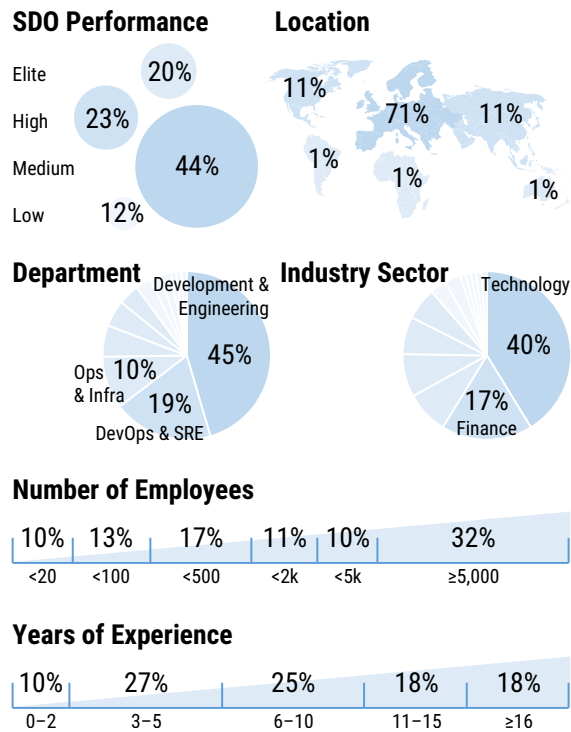 SDO Performance
Elite
20%
High
23%
Medium
44%
Low
12%
Location
11%
71%
11%
1%
1%
1%
Department
Development &
Engineering
45%
Ops
& Infra
10%
19%
DevOps & SRE
Industry Sector
Technology
40%
17%
Finance
Number of Employees
10% 13% 17% 11% 10% 32%
<20 <100 <500 <2k <5k ≥5,000
Years of Experience
10% 27% 25% 18% 18%
0–2 3–5 6–10 11–15 ≥16